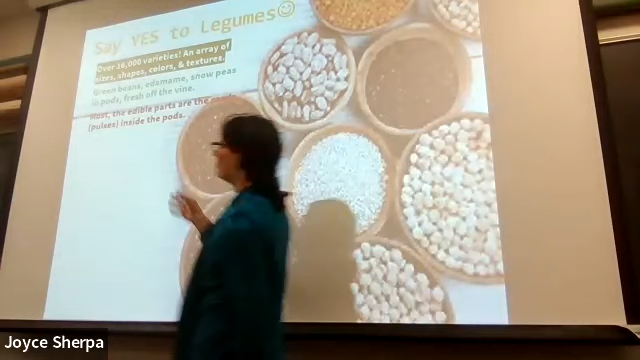 Say YES to Legumes☺
Over 16,000 varieties! An array of
sizes, shapes, colors, & textures.
Green beans, edamame, snow peas
in pods, fresh off the vine.
Most, the edible parts are the
(pulses) inside the pods.
Joyce Sherpa